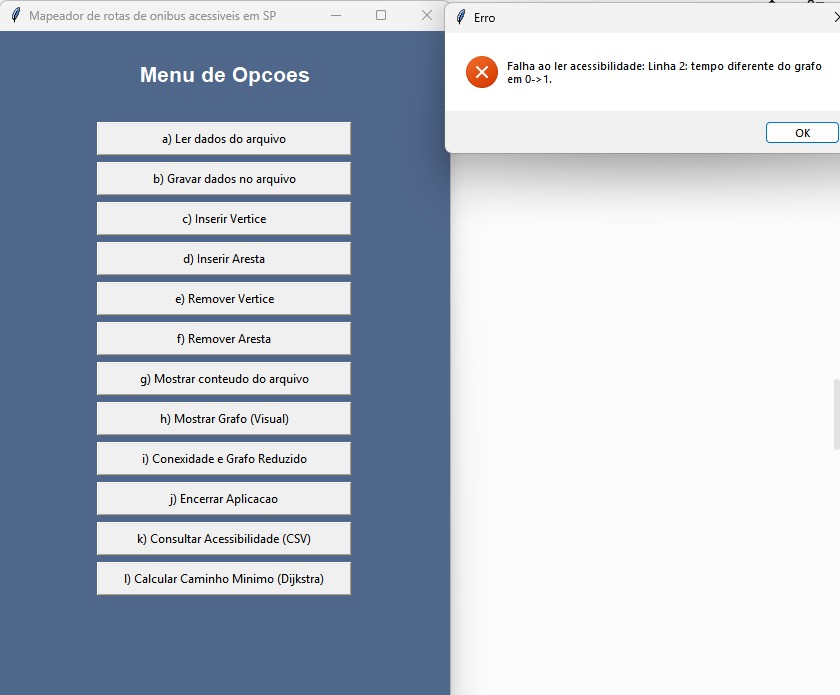 Mapeador de rotas de onibus acessiveis em SP
Menu de Opcoes
a) Ler dados do arquivo
b) Gravar dados no arquivo
c) Inserir Vertice
d) Inserir Aresta
e) Remover Vertice
f) Remover Aresta
g) Mostrar conteudo do arquivo
h) Mostrar Grafo (Visual)
i) Conexidade e Grafo Reduzido
j) Encerrar Aplicacao
k) Consultar Acessibilidade (CSV)
l) Calcular Caminho Minimo (Dijkstra)
Erro
Falha ao ler acessibilidade: Linha 2: tempo diferente do grafo
em 0->1.
OK